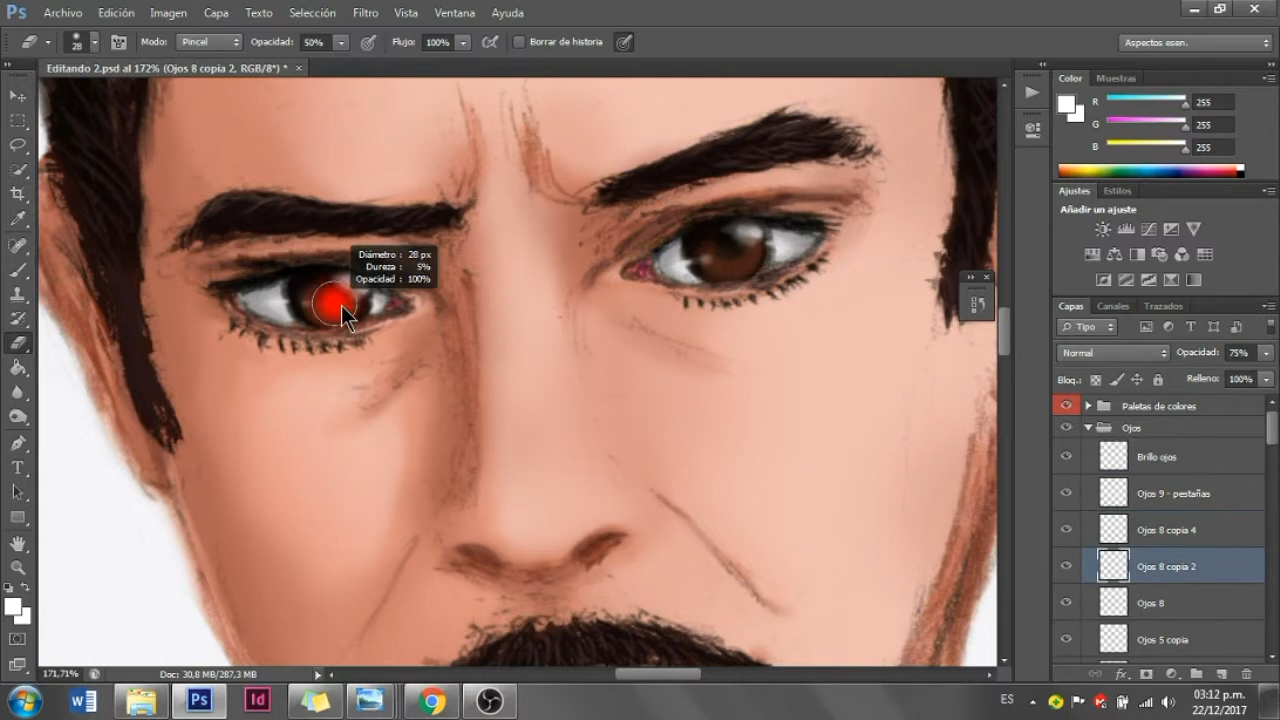 Ps Archivo Edición Imagen Capa Texto Selección Filtro Vista Ventana Ayuda
28 Modo: Pincel Opacidad: 50% Flujo: 100% Borrar de historia Aspectos esen.
Editando 2.psd al 172% (Ojos 8 copia 2, RGB/8*) * ×
Color Muestras
R 255
G 255
B 255
Ajustes Estilos
Añadir un ajuste
Diámetro : 28 px
Dureza : 5%
Opacidad : 100%
Capas Canales Trazados
Tipo
Normal Opacidad: 75%
Bloq.: Relleno: 100%
Paletas de colores
Ojos
Brillo ojos
Ojos 9 - pestañas
Ojos 8 copia 4
Ojos 8 copia 2
Ojos 8
Ojos 5 copia
T
fx
171,71% Doc: 30,8 MB/287,3 MB
W Ps Id ES 03:12 p.m.
22/12/2017